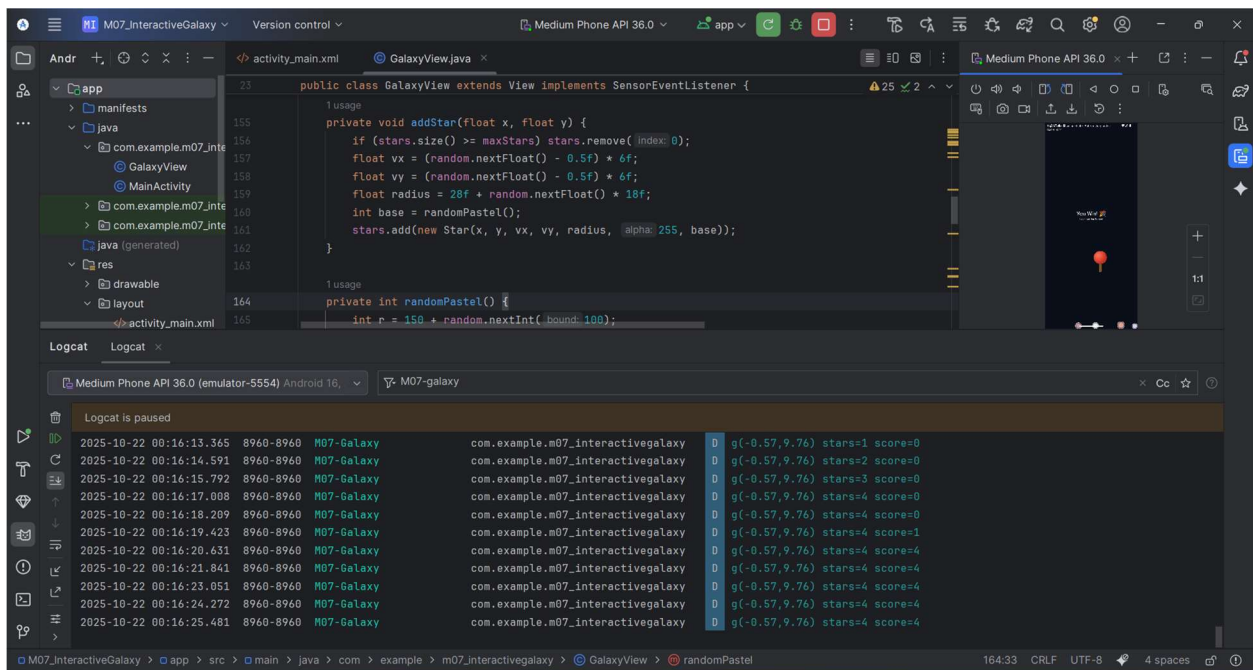 MI M07_InteractiveGalaxy Version control Medium Phone API 36.0 app
Andr
activity_main.xml GalaxyView.java
Medium Phone API 36.0
app
manifests
java
com.example.m07_inte
GalaxyView
MainActivity
com.example.m07_inte
com.example.m07_inte
java (generated)
res
drawable
layout
activity_main.xml
23 public class GalaxyView extends View implements SensorEventListener {
25 2
1 usage
155 private void addStar(float x, float y) {
156 if (stars.size() >= maxStars) stars.remove( index: 0);
157 float vx = (random.nextFloat() - 0.5f) * 6f;
158 float vy = (random.nextFloat() - 0.5f) * 6f;
159 float radius = 28f + random.nextFloat() * 18f;
160 int base = randomPastel();
161 stars.add(new Star(x, y, vx, vy, radius, alpha: 255, base));
162 }
163
1 usage
164 private int randomPastel() {
165 int r = 150 + random.nextInt( bound: 100);
You Win!
1:1
Logcat Logcat
Medium Phone API 36.0 (emulator-5554) Android 16, M07-galaxy Cc
Logcat is paused
2025-10-22 00:16:13.365 8960-8960 M07-Galaxy com.example.m07_interactivegalaxy D g(-0.57,9.76) stars=1 score=0
2025-10-22 00:16:14.591 8960-8960 M07-Galaxy com.example.m07_interactivegalaxy D g(-0.57,9.76) stars=2 score=0
2025-10-22 00:16:15.792 8960-8960 M07-Galaxy com.example.m07_interactivegalaxy D g(-0.57,9.76) stars=3 score=0
2025-10-22 00:16:17.008 8960-8960 M07-Galaxy com.example.m07_interactivegalaxy D g(-0.57,9.76) stars=4 score=0
2025-10-22 00:16:18.209 8960-8960 M07-Galaxy com.example.m07_interactivegalaxy D g(-0.57,9.76) stars=4 score=0
2025-10-22 00:16:19.423 8960-8960 M07-Galaxy com.example.m07_interactivegalaxy D g(-0.57,9.76) stars=4 score=1
2025-10-22 00:16:20.631 8960-8960 M07-Galaxy com.example.m07_interactivegalaxy D g(-0.57,9.76) stars=4 score=4
2025-10-22 00:16:21.841 8960-8960 M07-Galaxy com.example.m07_interactivegalaxy D g(-0.57,9.76) stars=4 score=4
2025-10-22 00:16:23.051 8960-8960 M07-Galaxy com.example.m07_interactivegalaxy D g(-0.57,9.76) stars=4 score=4
2025-10-22 00:16:24.272 8960-8960 M07-Galaxy com.example.m07_interactivegalaxy D g(-0.57,9.76) stars=4 score=4
2025-10-22 00:16:25.481 8960-8960 M07-Galaxy com.example.m07_interactivegalaxy D g(-0.57,9.76) stars=4 score=4
M07_InteractiveGalaxy > app > src > main > java > com > example > m07_interactivegalaxy > GalaxyView > randomPastel 164:33 CRLF UTF-8 4 spaces